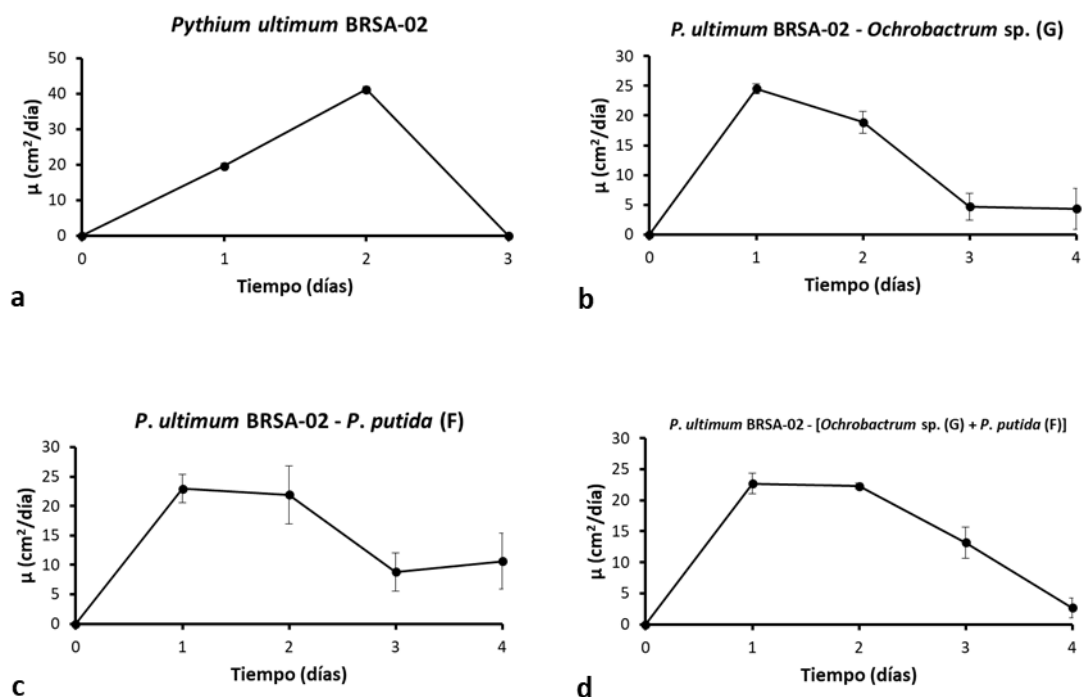 Pythium ultimum BRSA-02
50
40
30
20
10
0
µ (cm²/día)
0 1 2 3
Tiempo (días)
a
P. ultimum BRSA-02 - Ochrobactrum sp. (G)
30
25
20
15
10
5
0
µ (cm²/día)
0 1 2 3 4
Tiempo (días)
b
P. ultimum BRSA-02 - P. putida (F)
30
25
20
15
10
5
0
µ (cm²/día)
0 1 2 3 4
Tiempo (días)
c
P. ultimum BRSA-02 - [Ochrobactrum sp. (G) + P. putida (F)]
30
25
20
15
10
5
0
µ (cm²/día)
0 1 2 3 4
Tiempo (días)
d